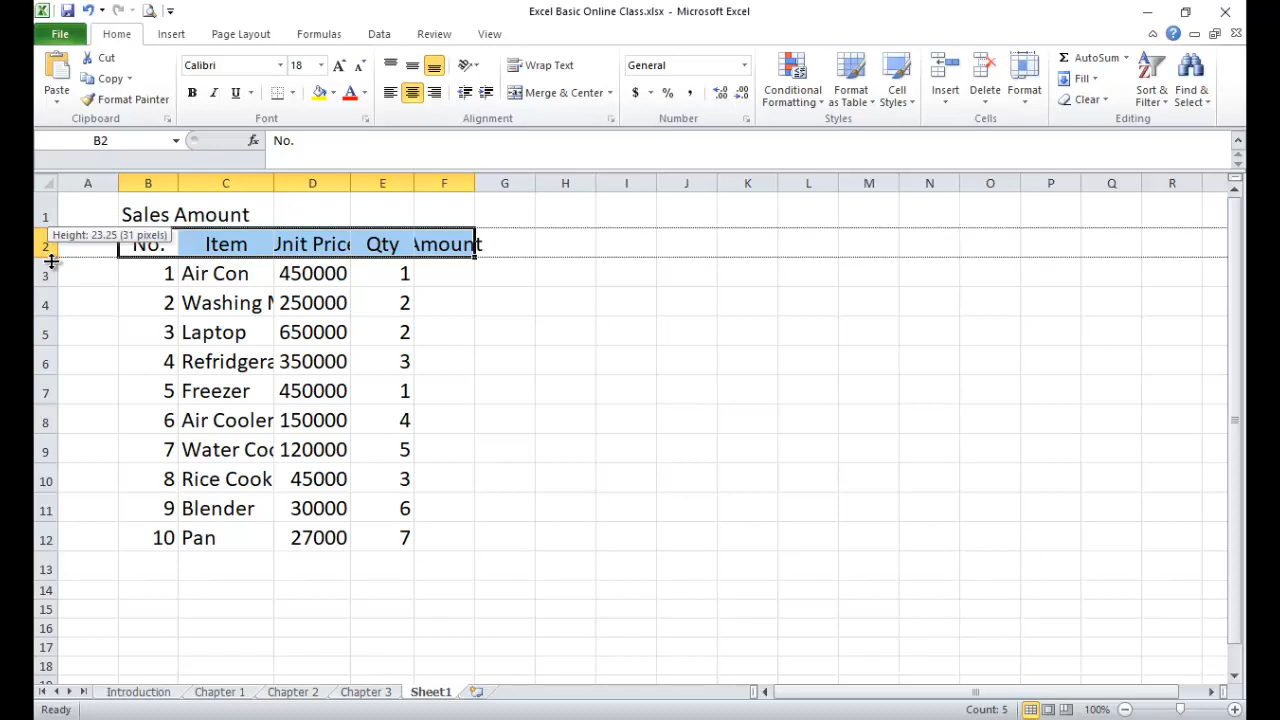 Excel Basic Online Class.xlsx - Microsoft Excel
File Home Insert Page Layout Formulas Data Review View
Paste Cut Copy Format Painter Clipboard
Calibri 18 A A B I U A Font
Wrap Text Merge & Center Alignment
General $ % , .0 .00 .00 .0 Number
Conditional Formatting Format as Table Cell Styles Styles
Insert Delete Format Cells
Σ AutoSum Fill Clear Sort & Filter Find & Select Editing
B2 fx No.
A B C D E F G H I J K L M N O P Q R
1 Sales Amount
Height: 23.25 (31 pixels)
2 No. Item Unit Price Qty Amount
3 1 Air Con 450000 1
4 2 Washing 250000 2
5 3 Laptop 650000 2
6 4 Refridgera 350000 3
7 5 Freezer 450000 1
8 6 Air Cooler 150000 4
9 7 Water Coo 120000 5
10 8 Rice Cook 45000 3
11 9 Blender 30000 6
12 10 Pan 27000 7
13
14
15
16
17
18
Introduction Chapter 1 Chapter 2 Chapter 3 Sheet1
Ready Count: 5 100%